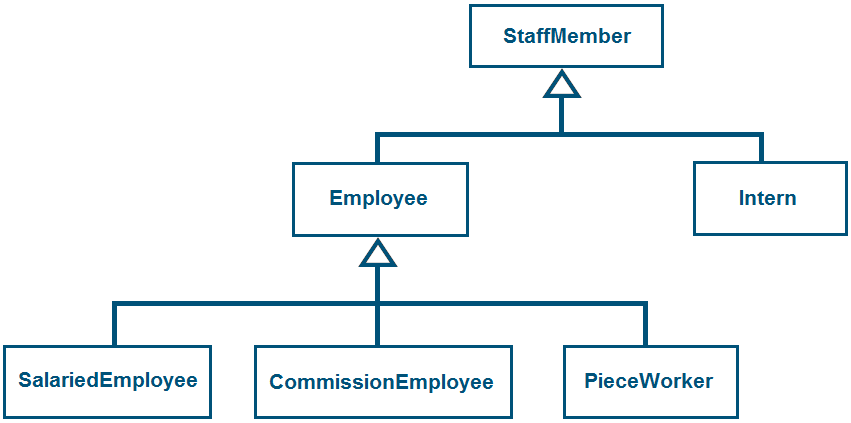 StaffMember
Employee
Intern
SalariedEmployee
CommissionEmployee
PieceWorker